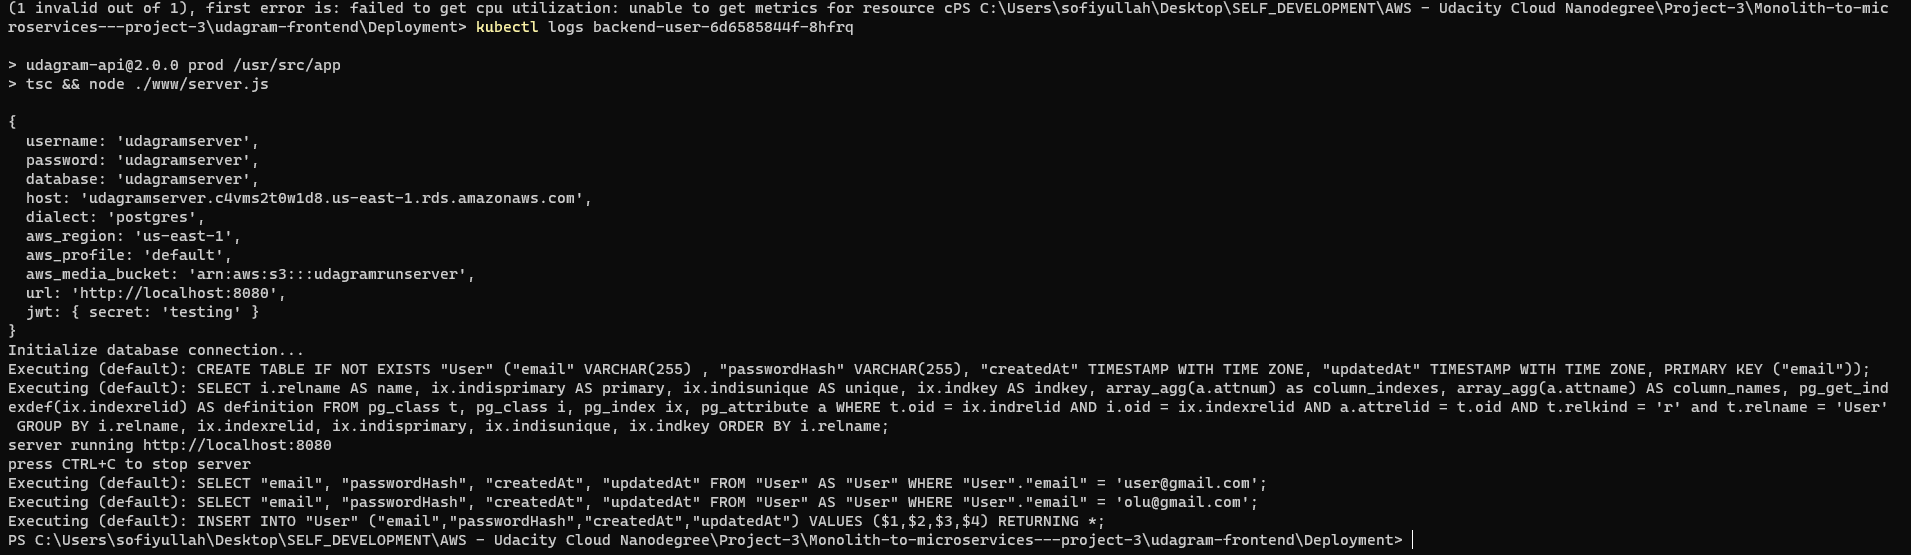 (1 invalid out of 1), first error is: failed to get cpu utilization: unable to get metrics for resource cPS C:\Users\sofiyullah\Desktop\SELF_DEVELOPMENT\AWS - Udacity Cloud Nanodegree\Project-3\Monolith-to-mic
roservices---project-3\udagram-frontend\Deployment> kubectl logs backend-user-6d6585844f-8hfrq

> udagram-api@2.0.0 prod /usr/src/app
> tsc && node ./www/server.js

{
  username: 'udagramserver',
  password: 'udagramserver',
  database: 'udagramserver',
  host: 'udagramserver.c4vms2t0w1d8.us-east-1.rds.amazonaws.com',
  dialect: 'postgres',
  aws_region: 'us-east-1',
  aws_profile: 'default',
  aws_media_bucket: 'arn:aws:s3:::udagramrunserver',
  url: 'http://localhost:8080',
  jwt: { secret: 'testing' }
}
Initialize database connection...
Executing (default): CREATE TABLE IF NOT EXISTS "User" ("email" VARCHAR(255) , "passwordHash" VARCHAR(255), "createdAt" TIMESTAMP WITH TIME ZONE, "updatedAt" TIMESTAMP WITH TIME ZONE, PRIMARY KEY ("email"));
Executing (default): SELECT i.relname AS name, ix.indisprimary AS primary, ix.indisunique AS unique, ix.indkey AS indkey, array_agg(a.attnum) as column_indexes, array_agg(a.attname) AS column_names, pg_get_ind
exdef(ix.indexrelid) AS definition FROM pg_class t, pg_class i, pg_index ix, pg_attribute a WHERE t.oid = ix.indrelid AND i.oid = ix.indexrelid AND a.attrelid = t.oid AND t.relkind = 'r' and t.relname = 'User'
 GROUP BY i.relname, ix.indexrelid, ix.indisprimary, ix.indisunique, ix.indkey ORDER BY i.relname;
server running http://localhost:8080
press CTRL+C to stop server
Executing (default): SELECT "email", "passwordHash", "createdAt", "updatedAt" FROM "User" AS "User" WHERE "User"."email" = 'user@gmail.com';
Executing (default): SELECT "email", "passwordHash", "createdAt", "updatedAt" FROM "User" AS "User" WHERE "User"."email" = 'olu@gmail.com';
Executing (default): INSERT INTO "User" ("email","passwordHash","createdAt","updatedAt") VALUES ($1,$2,$3,$4) RETURNING *;
PS C:\Users\sofiyullah\Desktop\SELF_DEVELOPMENT\AWS - Udacity Cloud Nanodegree\Project-3\Monolith-to-microservices---project-3\udagram-frontend\Deployment>